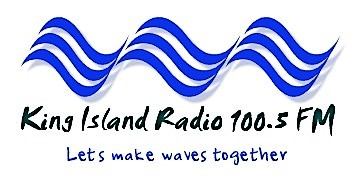 King Island Radio 100.5 FM
Lets make waves together